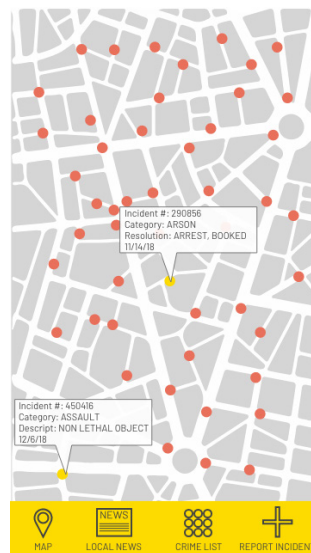 Incident #: 290856
Category: ARSON
Resolution: ARREST, BOOKED
11/14/18
Incident #: 450416
Category: ASSAULT
Descript: NON LETHAL OBJECT
12/6/18
NEWS
MAP
LOCAL NEWS
CRIME LIST
REPORT INCIDENT